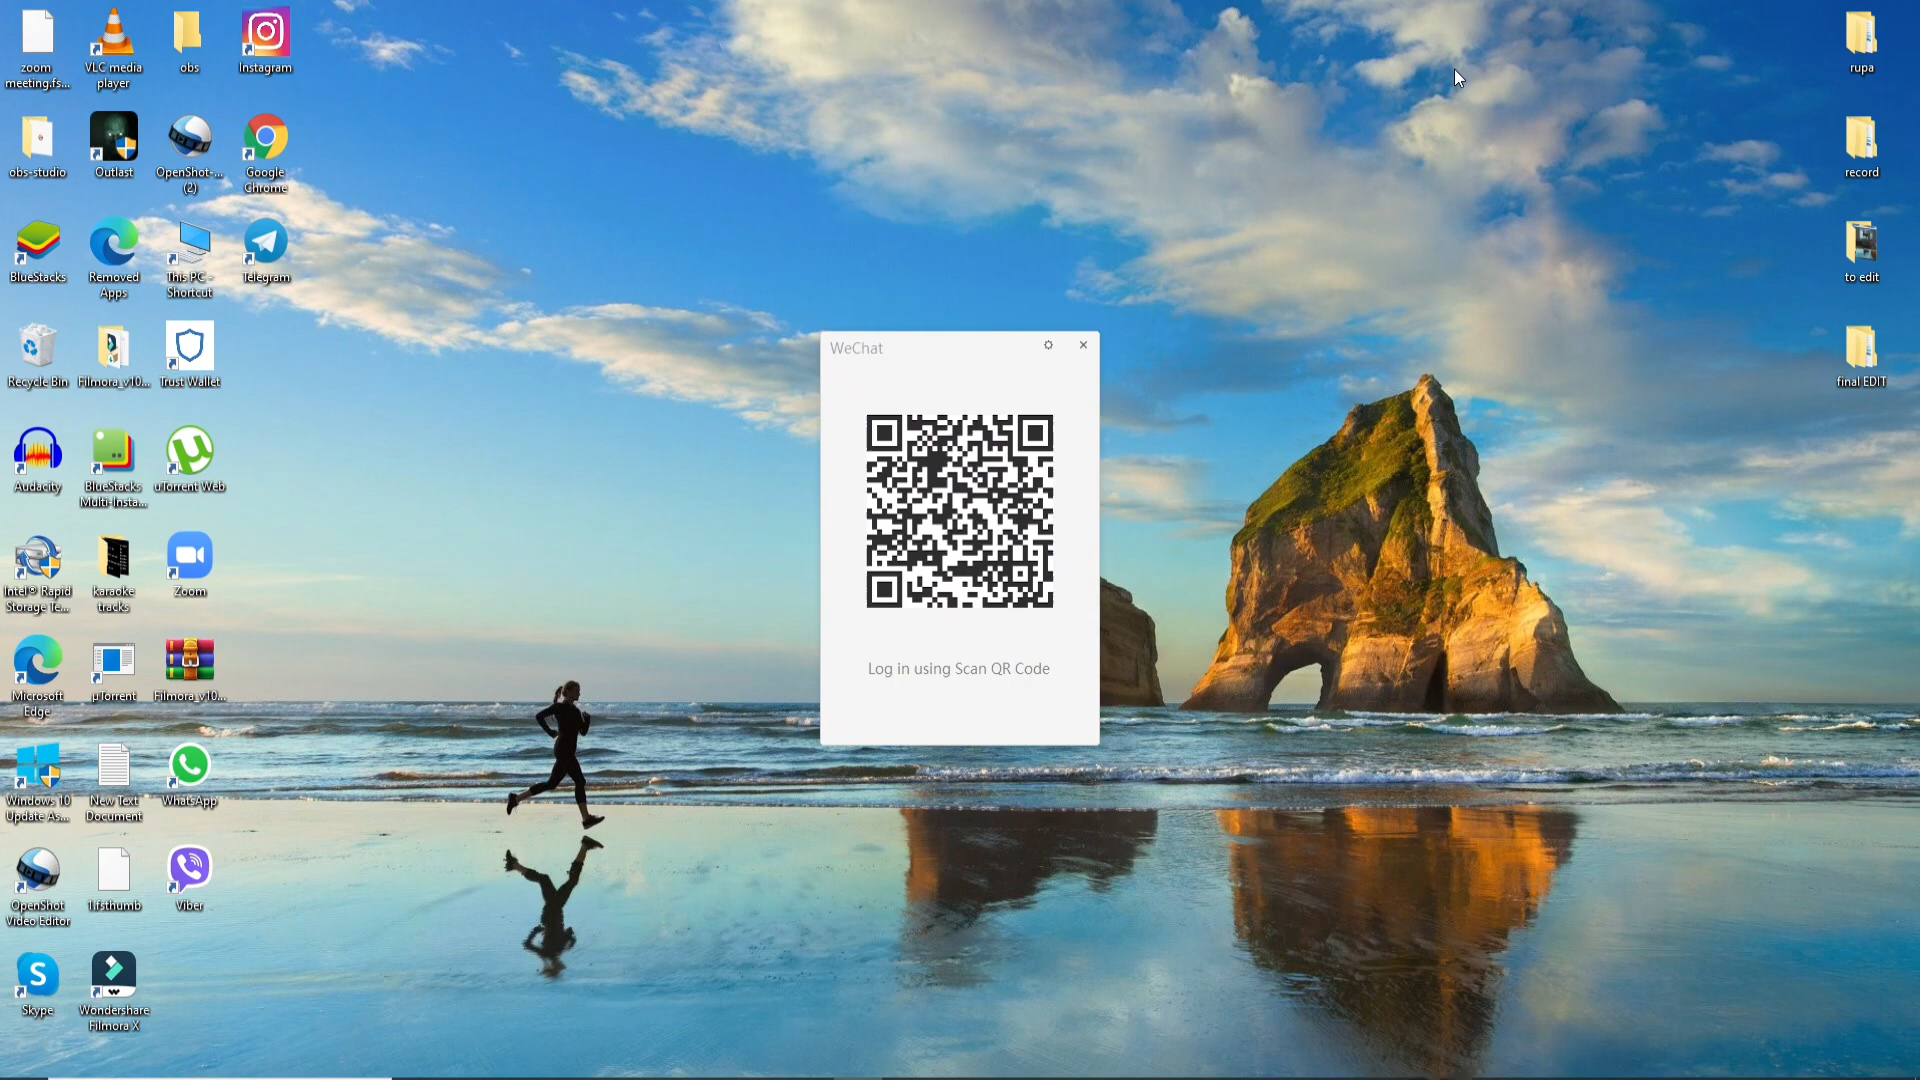 zoom
meeting.fs...
VLC media
player
obs
Instagram
obs-studio
Outlast
OpenShot-...
(2)
Google
Chrome
BlueStacks
Removed
Apps
This PC -
Shortcut
Telegram
Recycle Bin
Filmora_v10...
Trust Wallet
Audacity
BlueStacks
Multi-Insta...
uTorrent Web
Intel® Rapid
Storage Te...
karaoke
tracks
Zoom
Microsoft
Edge
µTorrent
Filmora_v10...
Windows 10
Update As...
New Text
Document
WhatsApp
OpenShot
Video Editor
1.fsthumb
Viber
Skype
Wondershare
Filmora X
WeChat
Log in using Scan QR Code
rupa
record
to edit
final EDIT